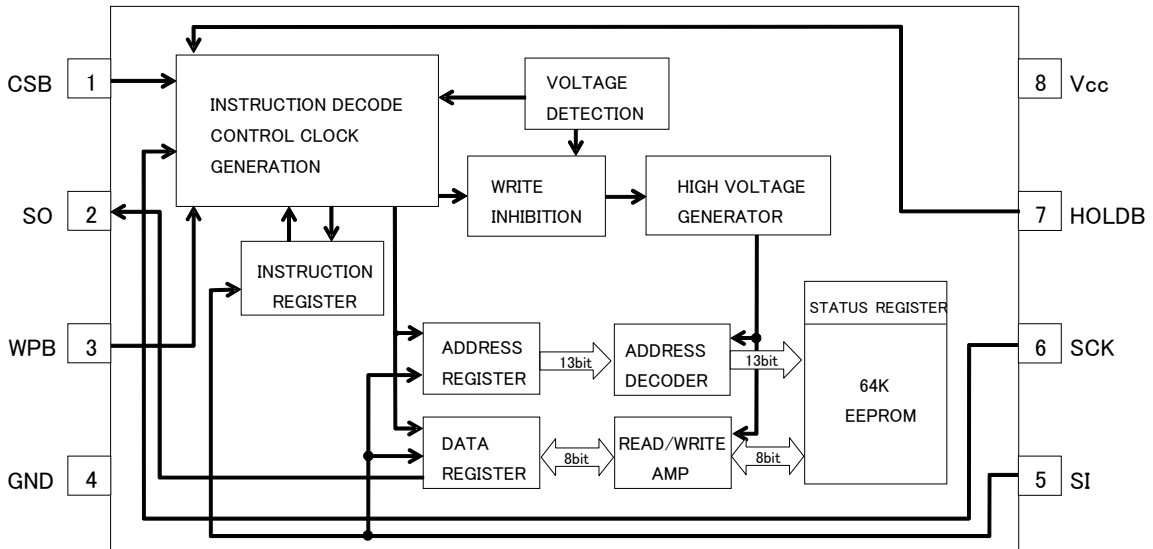 CSB
1
INSTRUCTION DECODE
CONTROL CLOCK
GENERATION
VOLTAGE
DETECTION
8
Vcc
SO
2
WRITE
INHIBITION
HIGH VOLTAGE
GENERATOR
7
HOLDB
INSTRUCTION
REGISTER
STATUS REGISTER
WPB
3
ADDRESS
REGISTER
13bit
ADDRESS
DECODER
13bit
64K
EEPROM
6
SCK
GND
4
DATA
REGISTER
8bit
READ/WRITE
AMP
8bit
5
SI